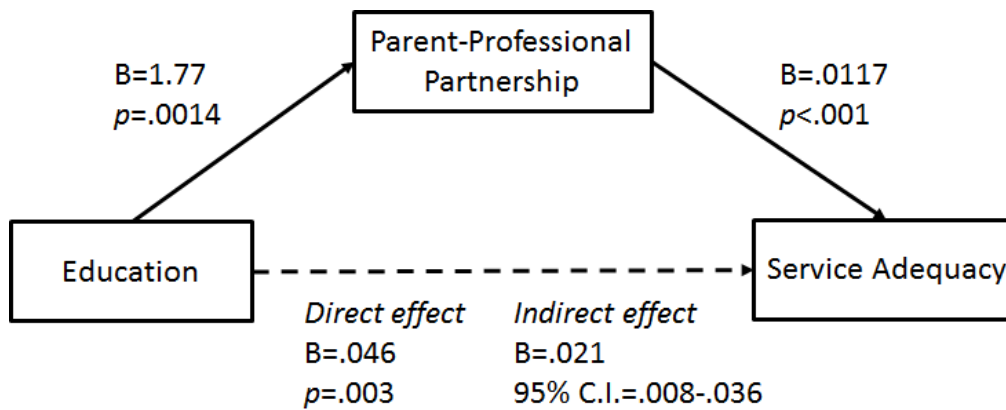 Parent-Professional
Partnership
B=1.77
p=.0014
B=.0117
p<.001
Education
Service Adequacy
Direct effect
B=.046
p=.003
Indirect effect
B=.021
95% C.I.=.008-.036